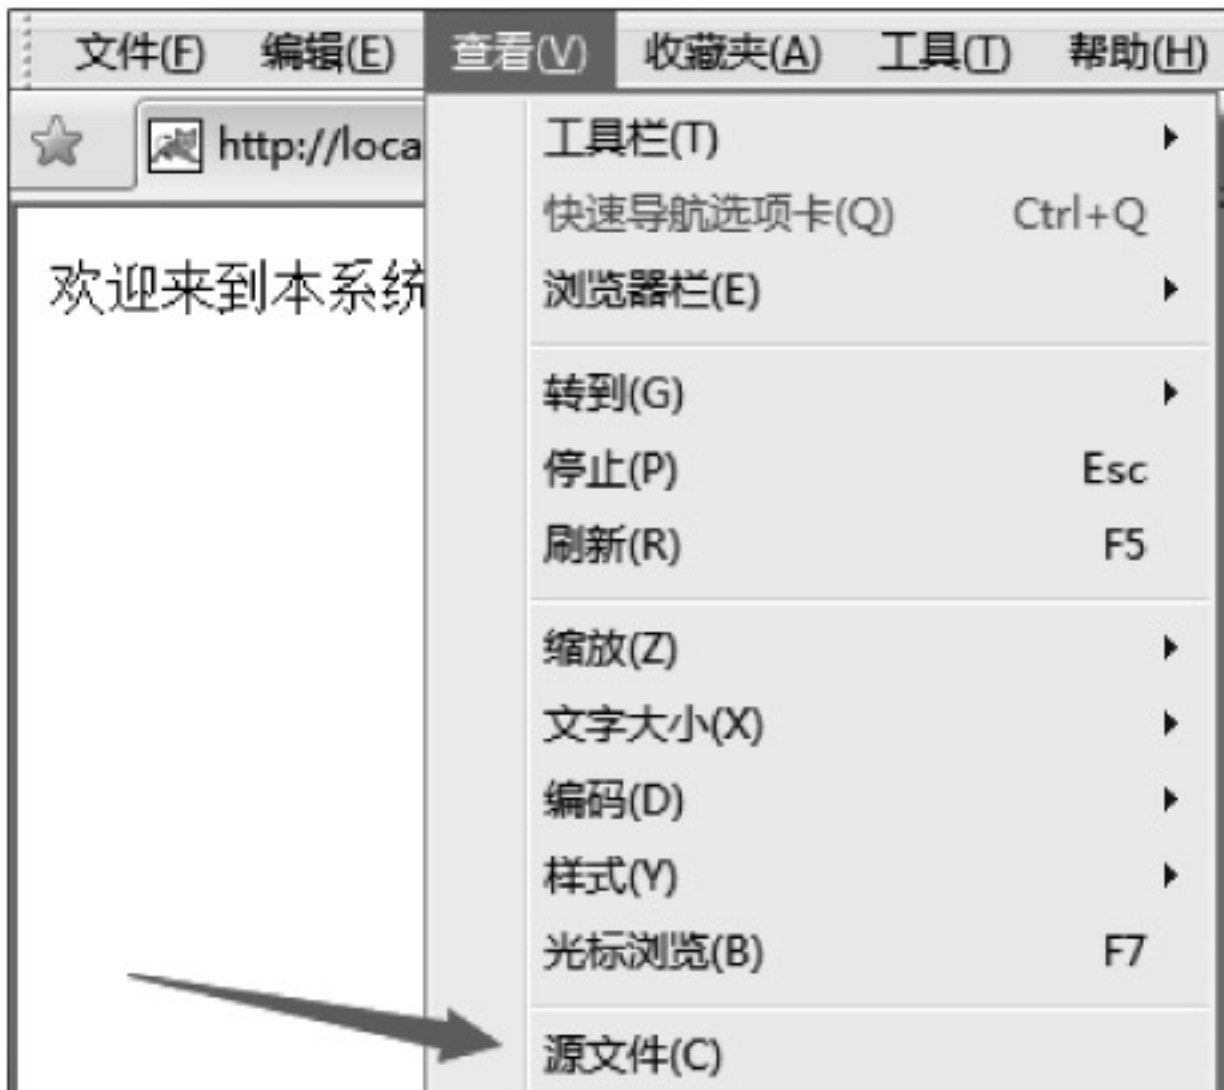 文件(F) 编辑(E) 查看(V) 收藏夹(A) 工具(T) 帮助(H)
http://loca
欢迎来到本系统
工具栏(T)
快速导航选项卡(Q) Ctrl+Q
浏览器栏(E)
转到(G)
停止(P) Esc
刷新(R) F5
缩放(Z)
文字大小(X)
编码(D)
样式(Y)
光标浏览(B) F7
源文件(C)